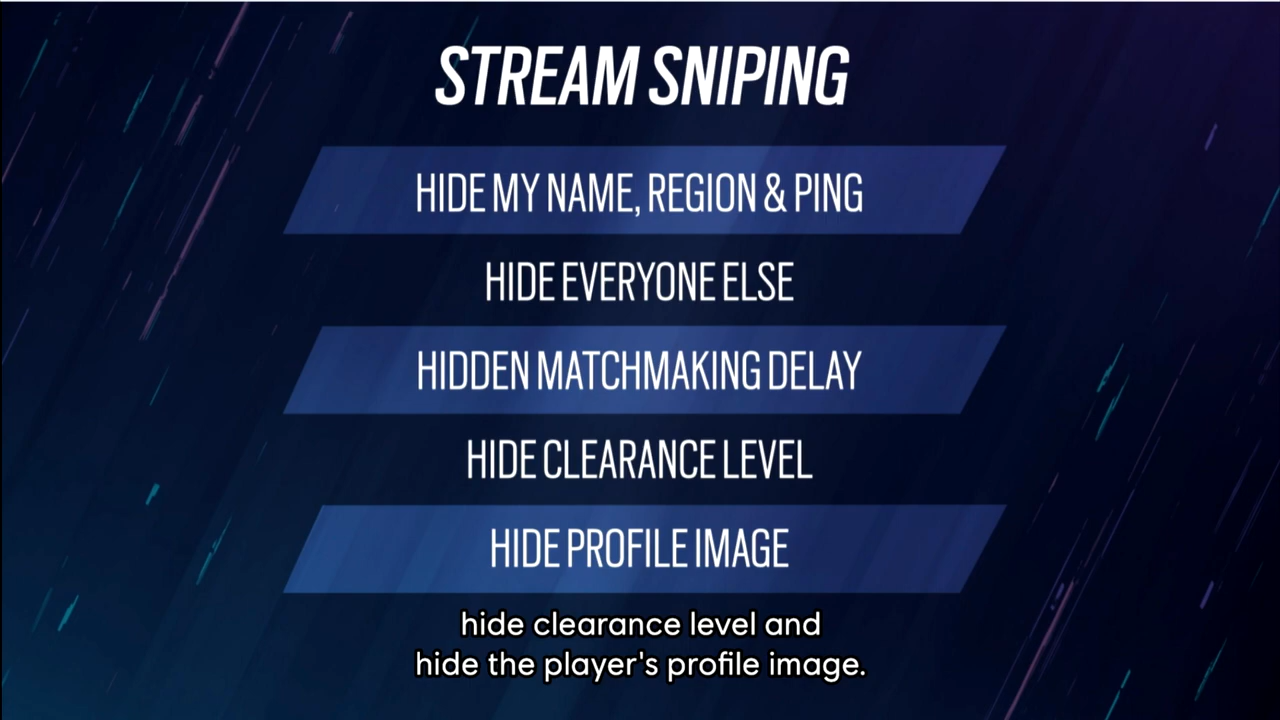 STREAM SNIPING
HIDE MY NAME, REGION & PING
HIDE EVERYONE ELSE
HIDDEN MATCHMAKING DELAY
HIDE CLEARANCE LEVEL
HIDE PROFILE IMAGE
hide clearance level and
hide the player's profile image.